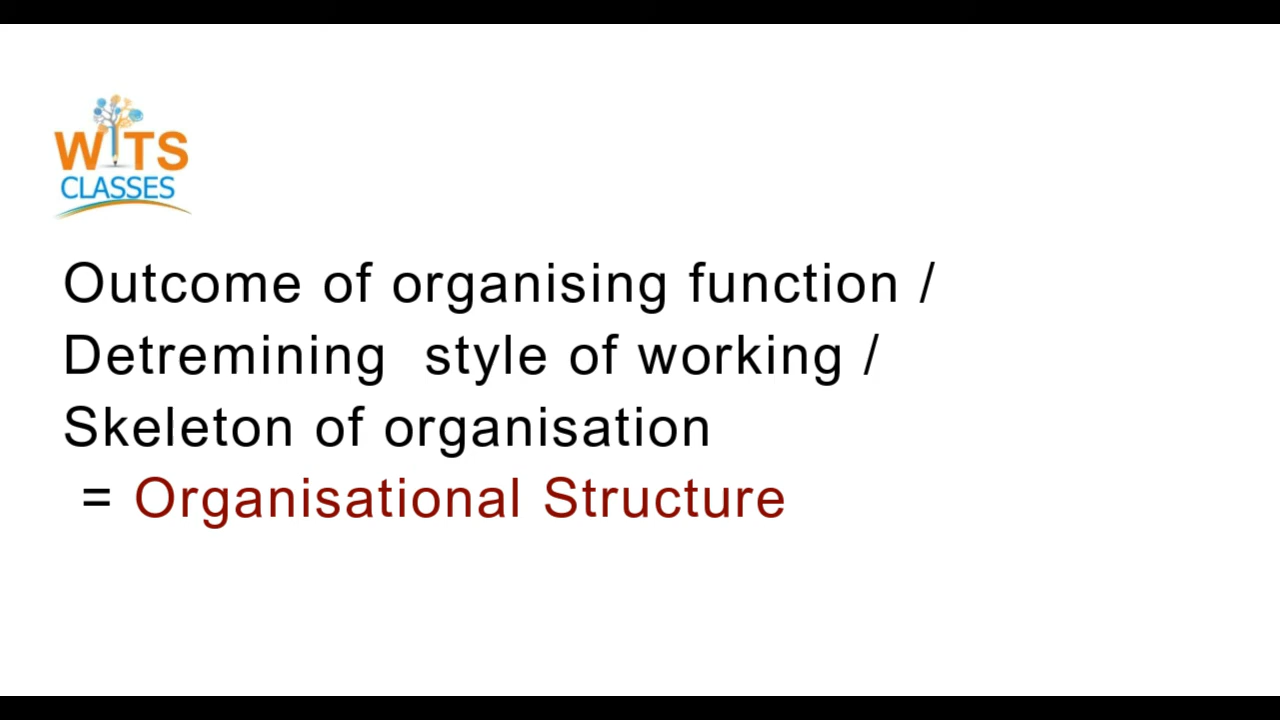 WITS
CLASSES
Outcome of organising function /
Detremining style of working /
Skeleton of organisation
= Organisational Structure